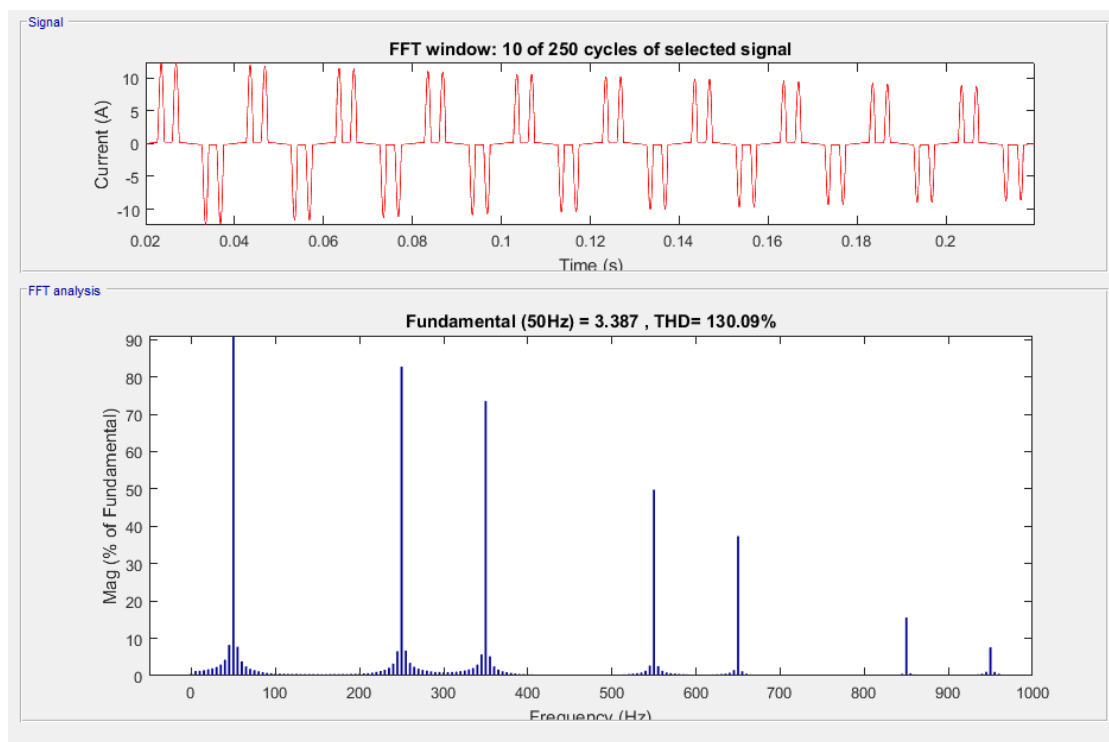 Signal
FFT window: 10 of 250 cycles of selected signal
Current (A)
10
5
0
-5
-10
0.02 0.04 0.06 0.08 0.1 0.12 0.14 0.16 0.18 0.2
Time (s)
FFT analysis
Fundamental (50Hz) = 3.387 , THD= 130.09%
Mag (% of Fundamental)
90
80
70
60
50
40
30
20
10
0
0 100 200 300 400 500 600 700 800 900 1000
Frequency (Hz)